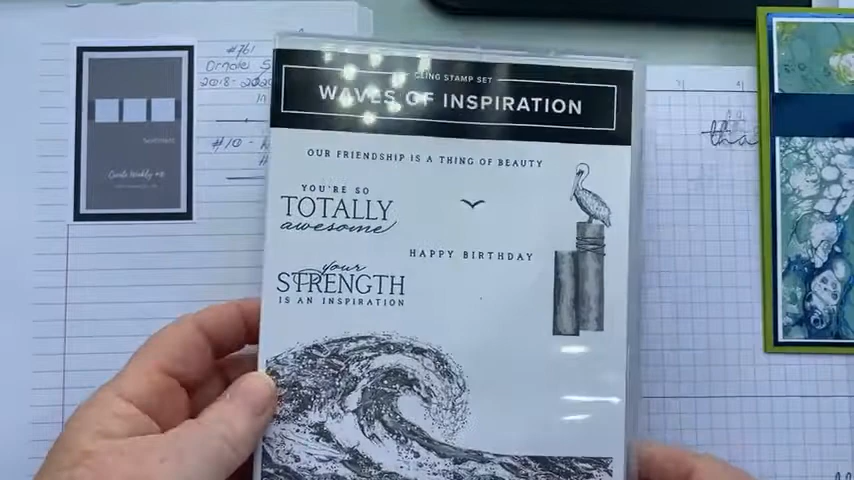 #761
2018-2020
#10 -
CLING STAMP SET
WAVES OF INSPIRATION
OUR FRIENDSHIP IS A THING OF BEAUTY
YOU'RE SO
TOTALLY
awesome
HAPPY BIRTHDAY
your
STRENGTH
IS AN INSPIRATION